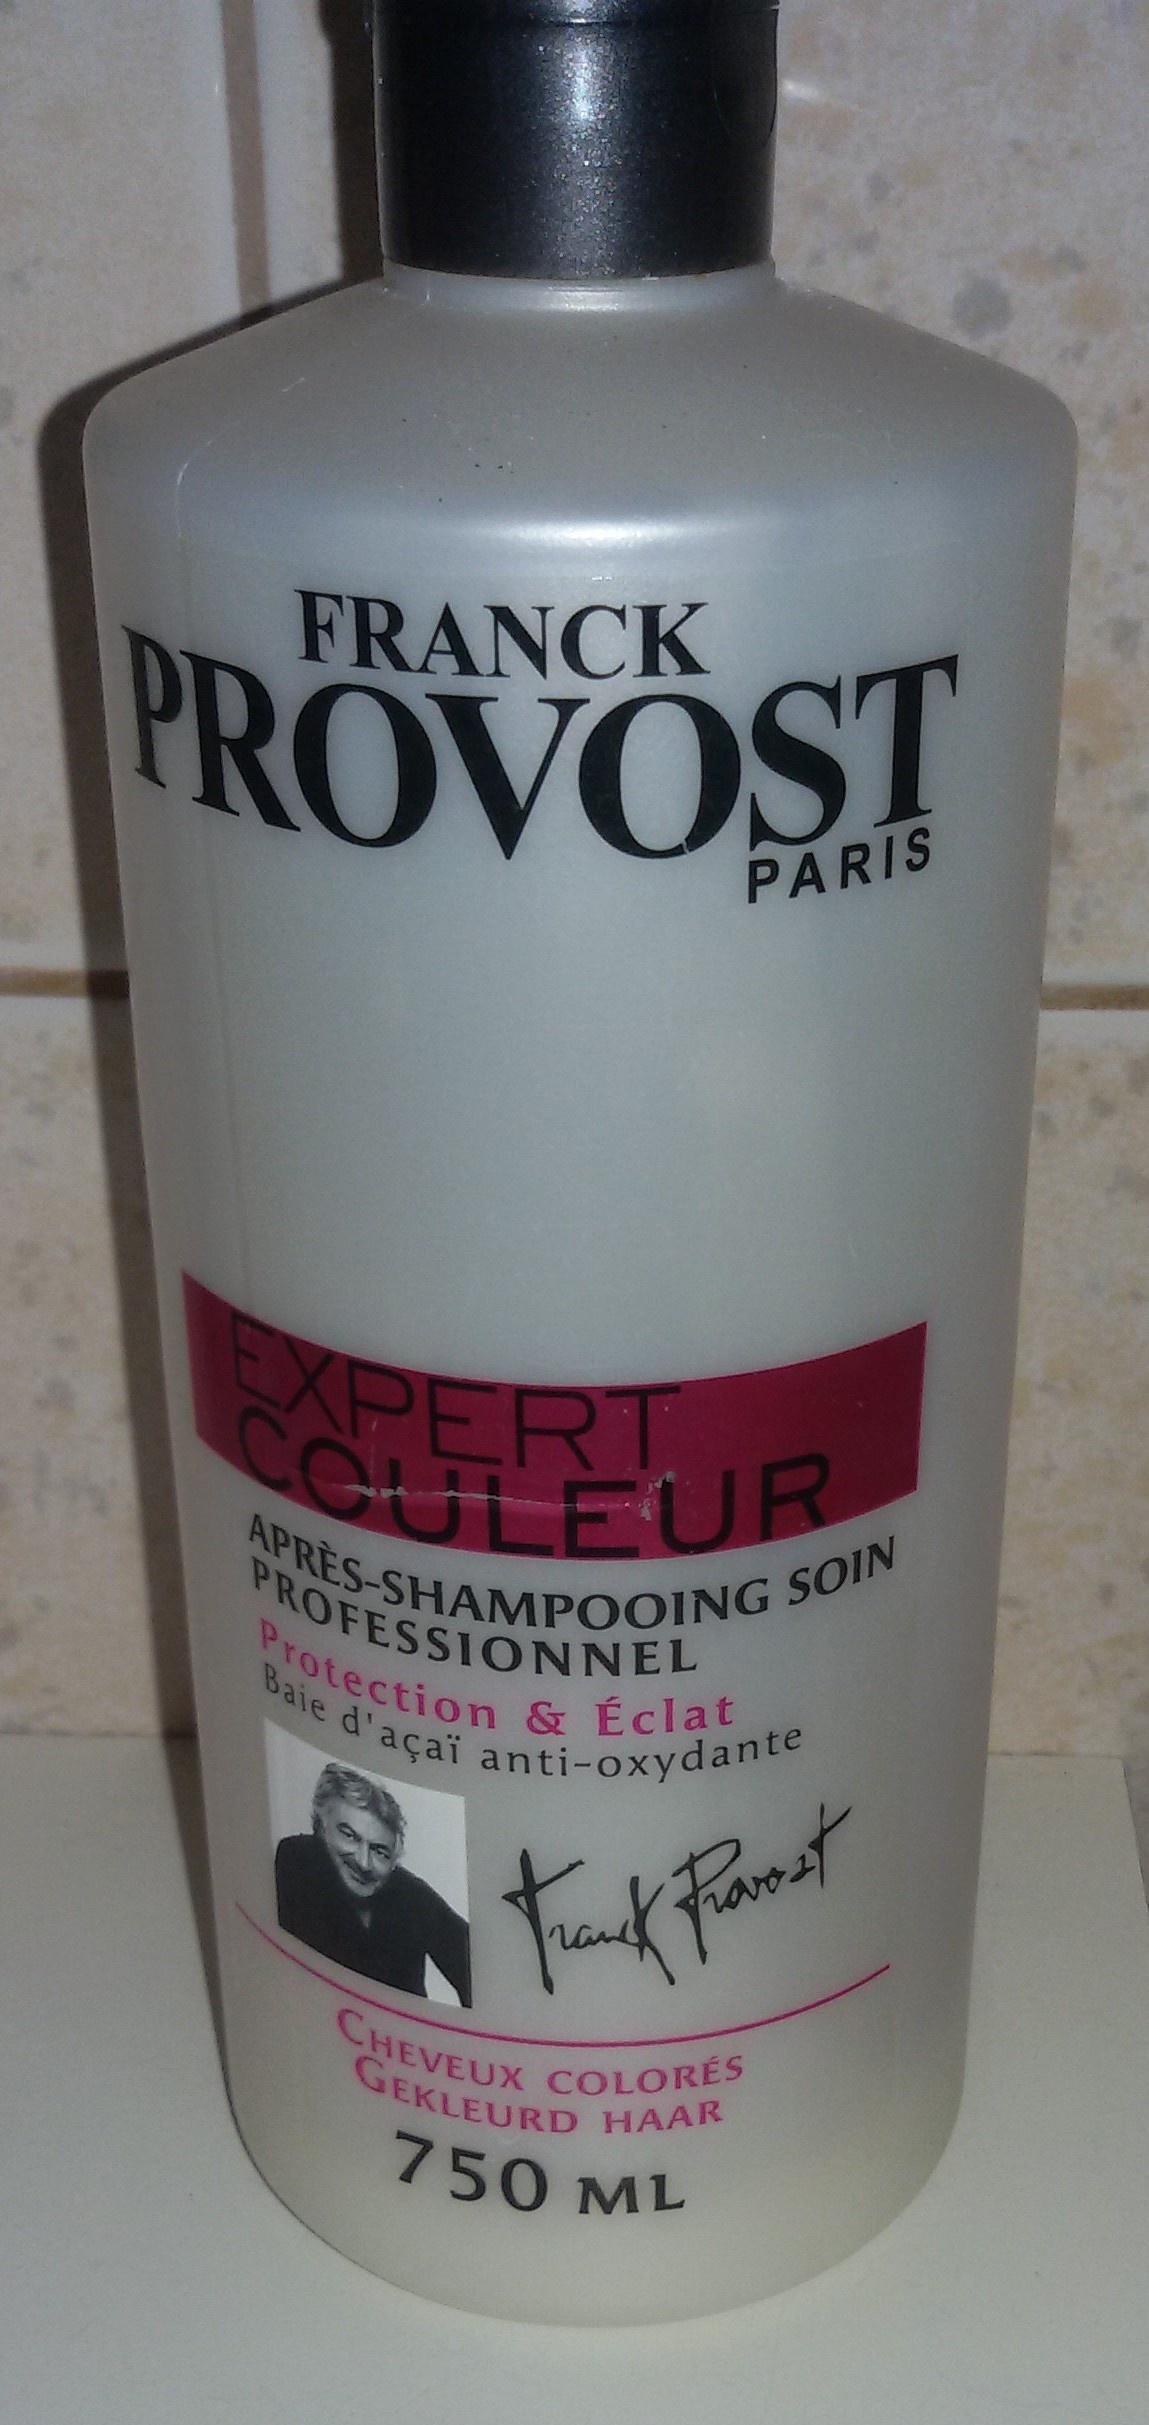 FRANCK
PROVOST
PARIS
EXPERT
COULEUR
APRÈS-SHAMPOOING SOIN
PROFESSIONNEL
Protection & Éclat
Baie d'açaï anti-oxydante
Franck Provost
CHEVEUX COLORÉS
GEKLEURD HAAR
750 ML